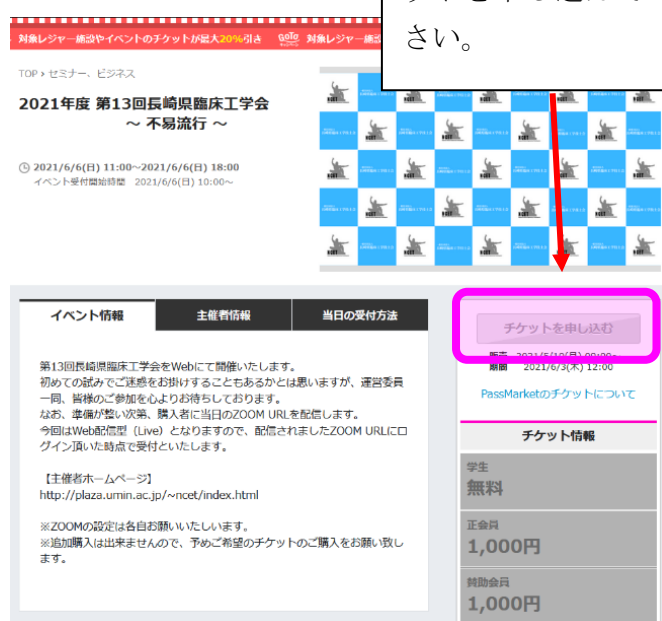 さい。
対象レジャー施設やイベントのチケットが最大20%引き
GoTo
対象レジャー施設
TOP › セミナー、ビジネス
2021年度 第13回長崎県臨床工学会
～ 不易流行 ～
2021/6/6(日) 11:00～2021/6/6(日) 18:00
イベント受付開始時間 2021/6/6(日) 10:00～
イベント情報
主催者情報
当日の受付方法
第13回長崎県臨床工学会をWebにて開催いたします。
初めての試みでご迷惑をお掛けすることもあるかとは思いますが、運営委員
一同、皆様のご参加を心よりお待ちしております。
なお、準備が整い次第、購入者に当日のZOOM URLを配信します。
今回はWeb配信型（Live）となりますので、配信されましたZOOM URLにロ
グイン頂いた時点で受付といたします。
【主催者ホームページ】
http://plaza.umin.ac.jp/~ncet/index.html
※ZOOMの設定は各自お願いいたしいます。
※追加購入は出来ませんので、予めご希望のチケットのご購入をお願い致し
ます。
チケットを申し込む
期間 2021/6/3(木) 12:00
PassMarketのチケットについて
チケット情報
学生
無料
正会員
1,000円
賛助会員
1,000円